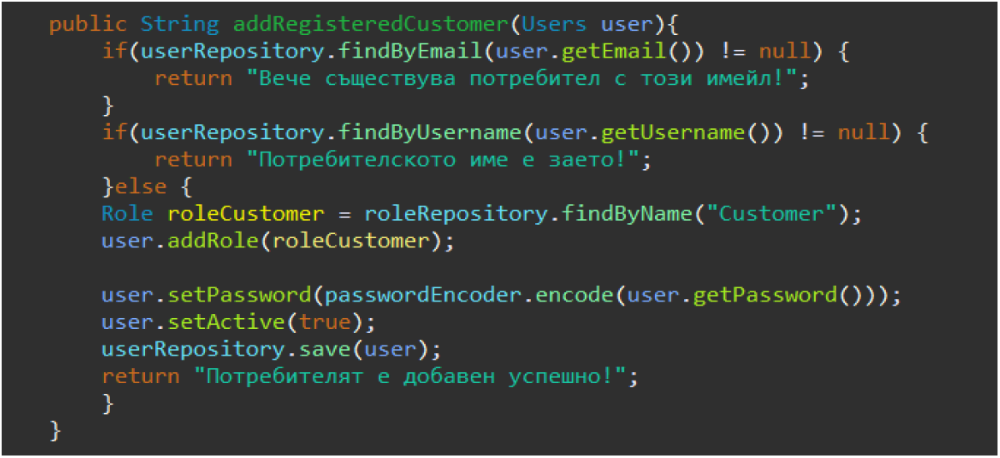 public String addRegisteredCustomer(Users user){
if(userRepository.findByEmail(user.getEmail()) != null) {
return "Вече съществува потребител с този имейл!";
}
if(userRepository.findByUsername(user.getUsername()) != null) {
return "Потребителското име е заето!";
}else {
Role roleCustomer = roleRepository.findByName("Customer");
user.addRole(roleCustomer);
user.setPassword(passwordEncoder.encode(user.getPassword()));
user.setActive(true);
userRepository.save(user);
return "Потребителят е добавен успешно!";
}
}